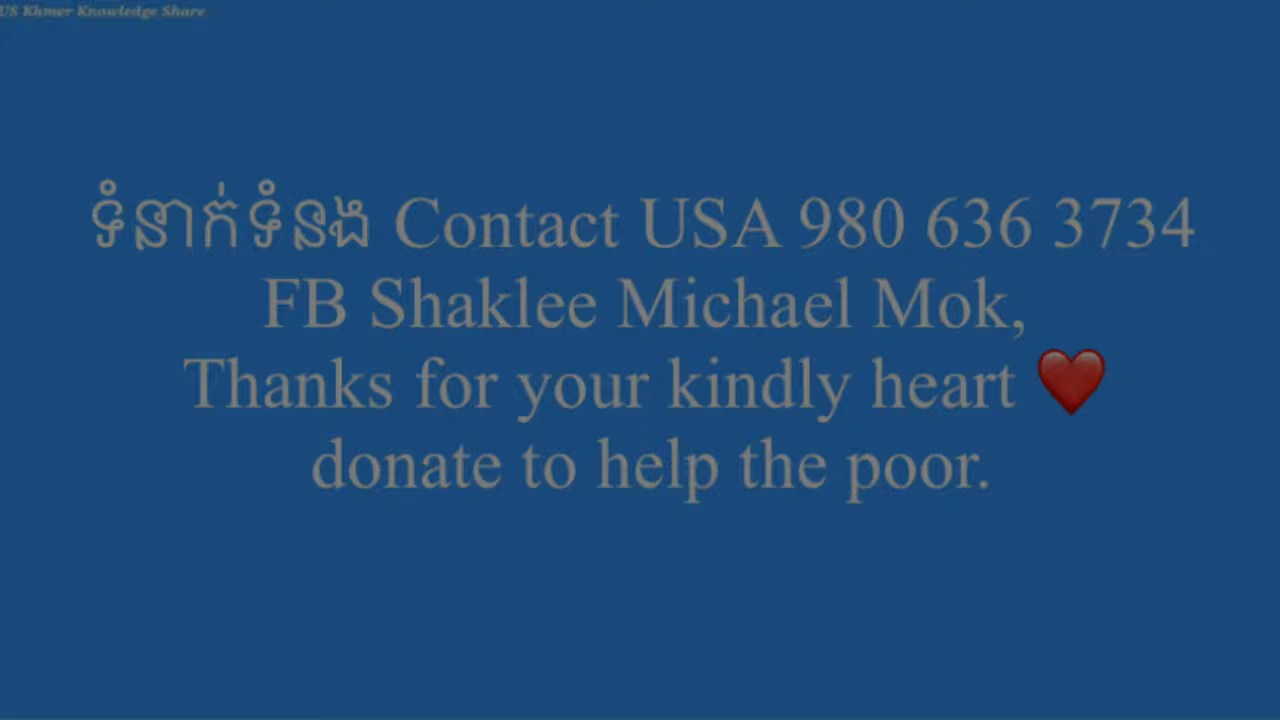 US Khmer Knowledge Share
ទំនាក់ទំនង Contact USA 980 636 3734
FB Shaklee Michael Mok,
Thanks for your kindly heart ❤️
donate to help the poor.